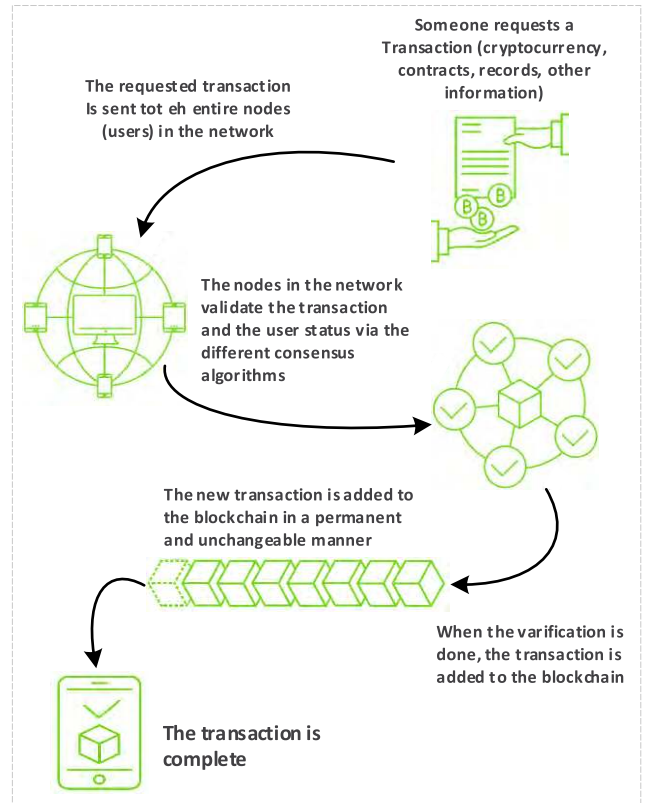 Someone requests a
Transaction (cryptocurrency,
contracts, records, other
information)
The requested transaction
Is sent tot eh entire nodes
(users) in the network
The nodes in the network
validate the transaction
and the user status via the
different consensus
algorithms
The new transaction is added to
the blockchain in a permanent
and unchangeable manner
When the varification is
done, the transaction is
added to the blockchain
The transaction is
complete